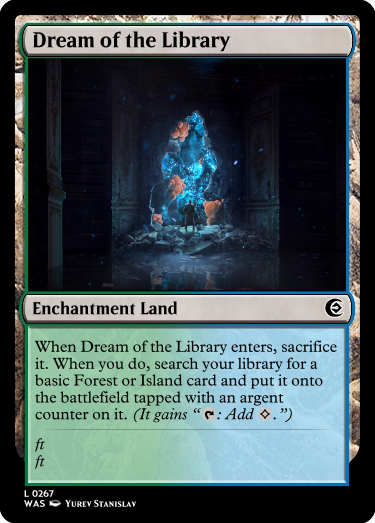 Dream of the Library
Enchantment Land
When Dream of the Library enters, sacrifice
it. When you do, search your library for a
basic Forest or Island card and put it onto
the battlefield tapped with an argent
counter on it. (It gains “ : Add .”)
ft
ft
L 0267
WAS Yurev Stanislav